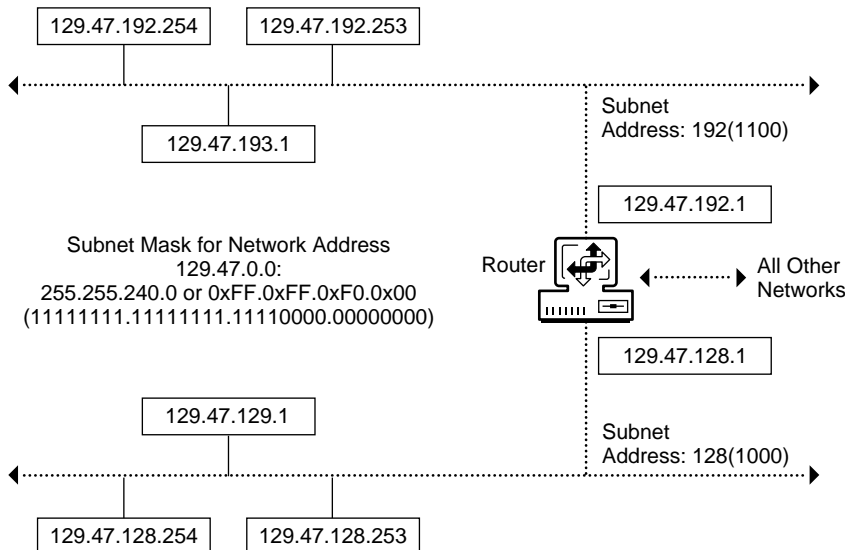 129.47.192.254
129.47.192.253
129.47.193.1
Subnet
Address: 192(1100)
129.47.192.1
Subnet Mask for Network Address
129.47.0.0:
255.255.240.0 or 0xFF.0xFF.0xF0.0x00
(11111111.11111111.11110000.00000000)
Router
All Other
Networks
129.47.128.1
129.47.129.1
Subnet
Address: 128(1000)
129.47.128.254
129.47.128.253